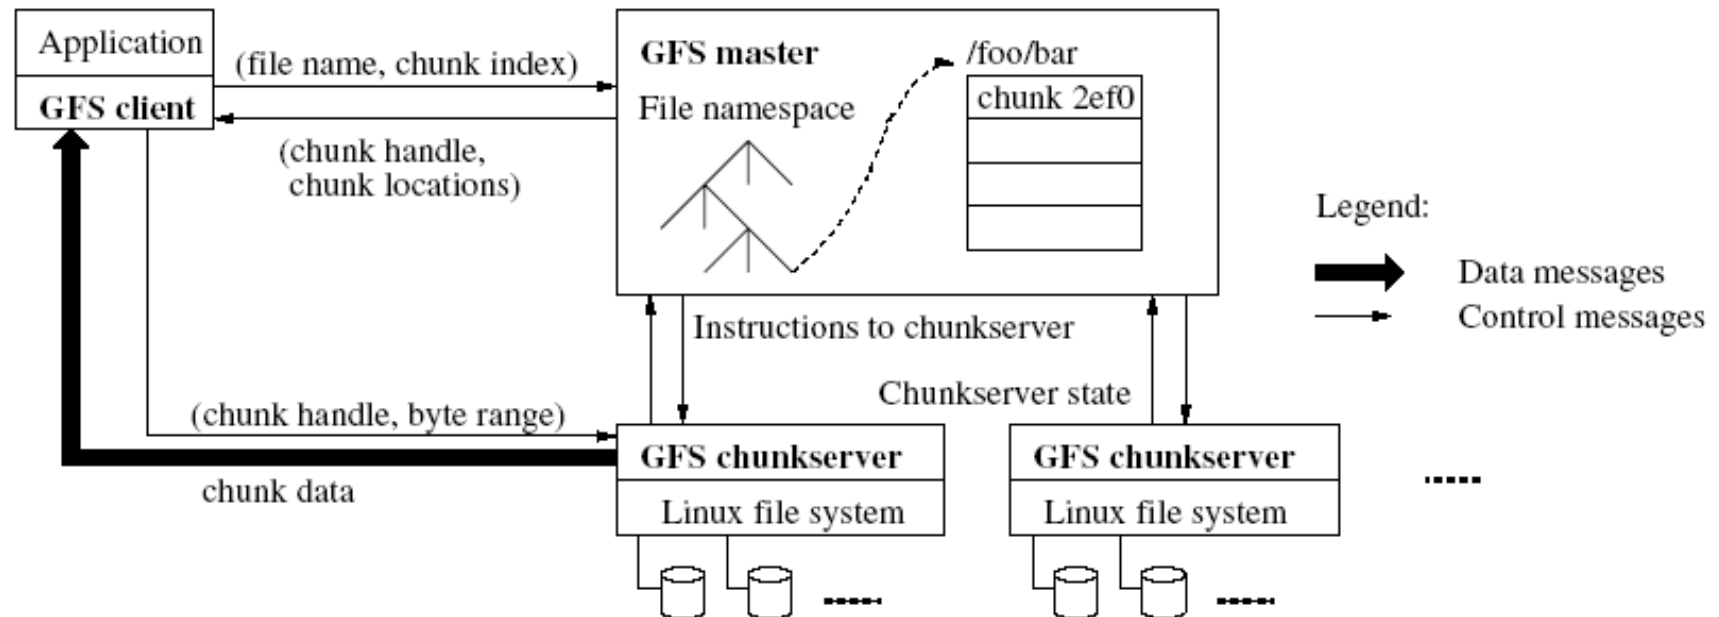 Application
GFS client
(file name, chunk index)
(chunk handle,
chunk locations)
GFS master
File namespace
/foo/bar
chunk 2ef0
Legend:
Data messages
Control messages
Instructions to chunkserver
Chunkserver state
(chunk handle, byte range)
chunk data
GFS chunkserver
Linux file system
GFS chunkserver
Linux file system